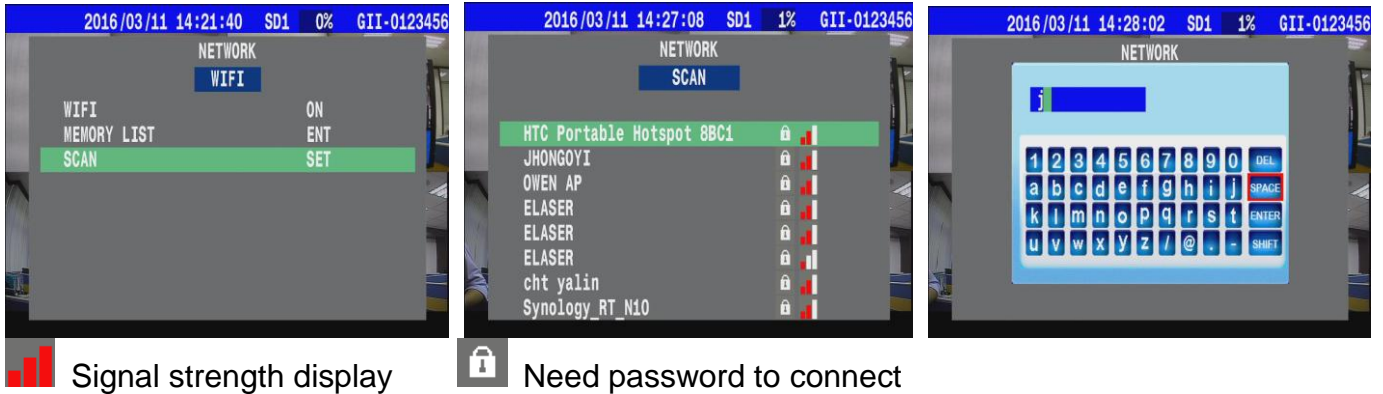 2016/03/11 14:21:40 SD1 0% GII-0123456
NETWORK
WIFI
WIFI ON
MEMORY LIST ENT
SCAN SET
2016/03/11 14:27:08 SD1 1% GII-0123456
NETWORK
SCAN
HTC Portable Hotspot 8BC1
JHONGOYI
OWEN AP
ELASER
ELASER
ELASER
cht yalin
Synology_RT_N10
2016/03/11 14:28:02 SD1 1% GII-0123456
NETWORK
j
1 2 3 4 5 6 7 8 9 0 DEL
a b c d e f g h i j SPACE
k l m n o p q r s t ENTER
u v w x y z / @ . - SHIFT
Signal strength display
Need password to connect